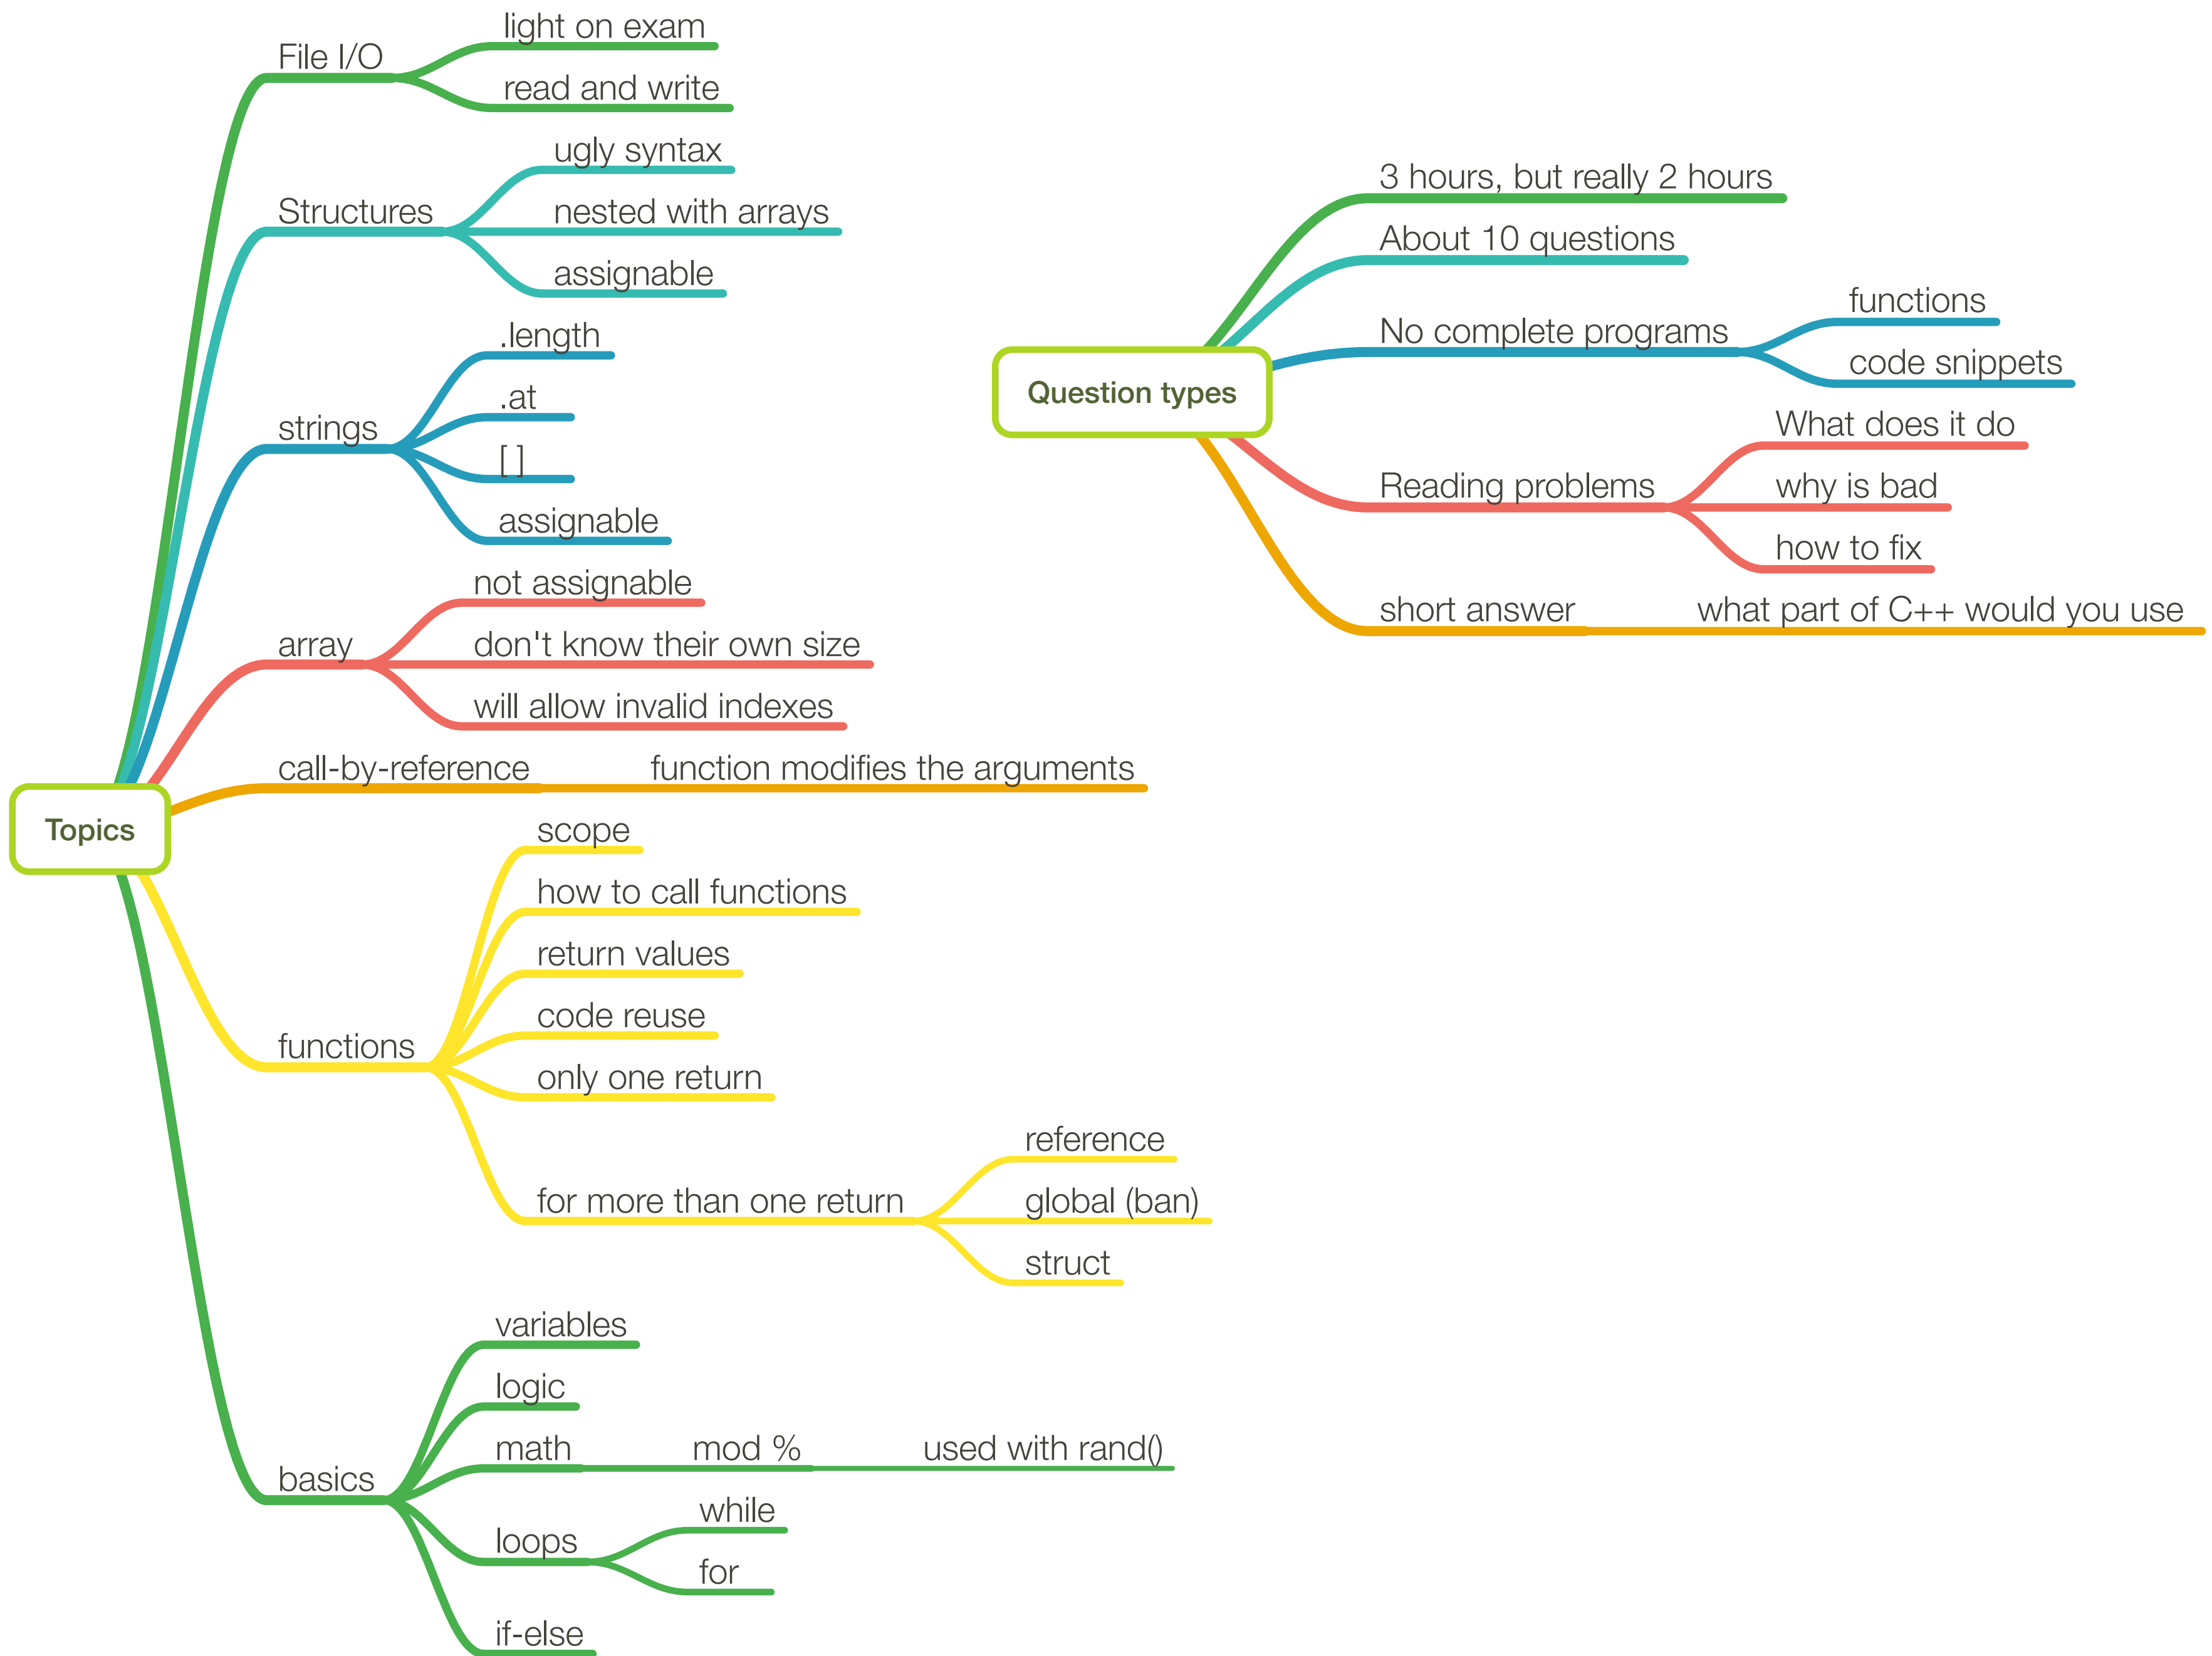 Topics
File I/O
light on exam
read and write
Structures
ugly syntax
nested with arrays
assignable
strings
.length
.at
[ ]
assignable
array
not assignable
don't know their own size
will allow invalid indexes
call-by-reference
function modifies the arguments
functions
scope
how to call functions
return values
code reuse
only one return
for more than one return
reference
global (ban)
struct
basics
variables
logic
math
mod %
used with rand()
loops
while
for
if-else
Question types
3 hours, but really 2 hours
About 10 questions
No complete programs
functions
code snippets
Reading problems
What does it do
why is bad
how to fix
short answer
what part of C++ would you use